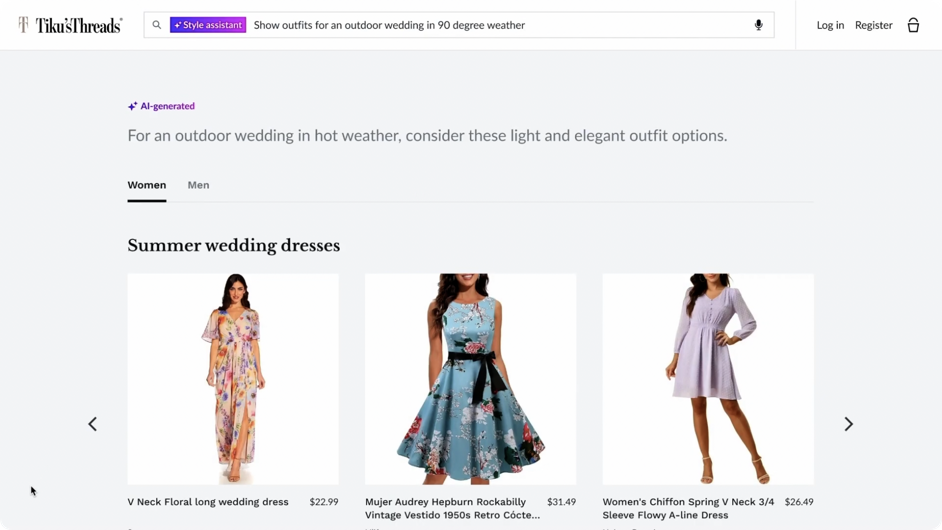 Tiku'sThreads
Style assistant Show outfits for an outdoor wedding in 90 degree weather
Log in Register
AI-generated
For an outdoor wedding in hot weather, consider these light and elegant outfit options.
Women Men
Summer wedding dresses
V Neck Floral long wedding dress $22.99
Mujer Audrey Hepburn Rockabilly $31.49
Vintage Vestido 1950s Retro Cócte...
Women's Chiffon Spring V Neck 3/4 $26.49
Sleeve Flowy A-line Dress